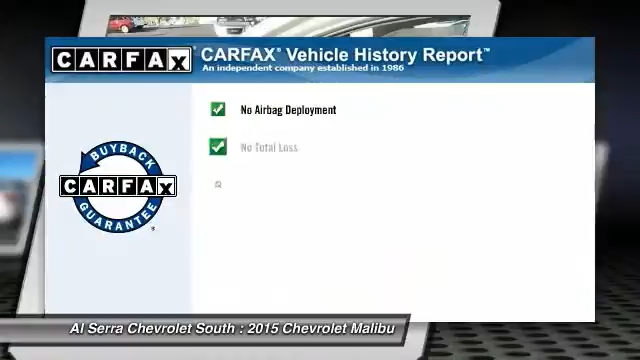 CARFAX® CARFAX® Vehicle History Report™
An independent company established in 1986
No Airbag Deployment
No Total Loss
BUYBACK
CARFAX
GUARANTEE®
Al Serra Chevrolet South : 2015 Chevrolet Malibu